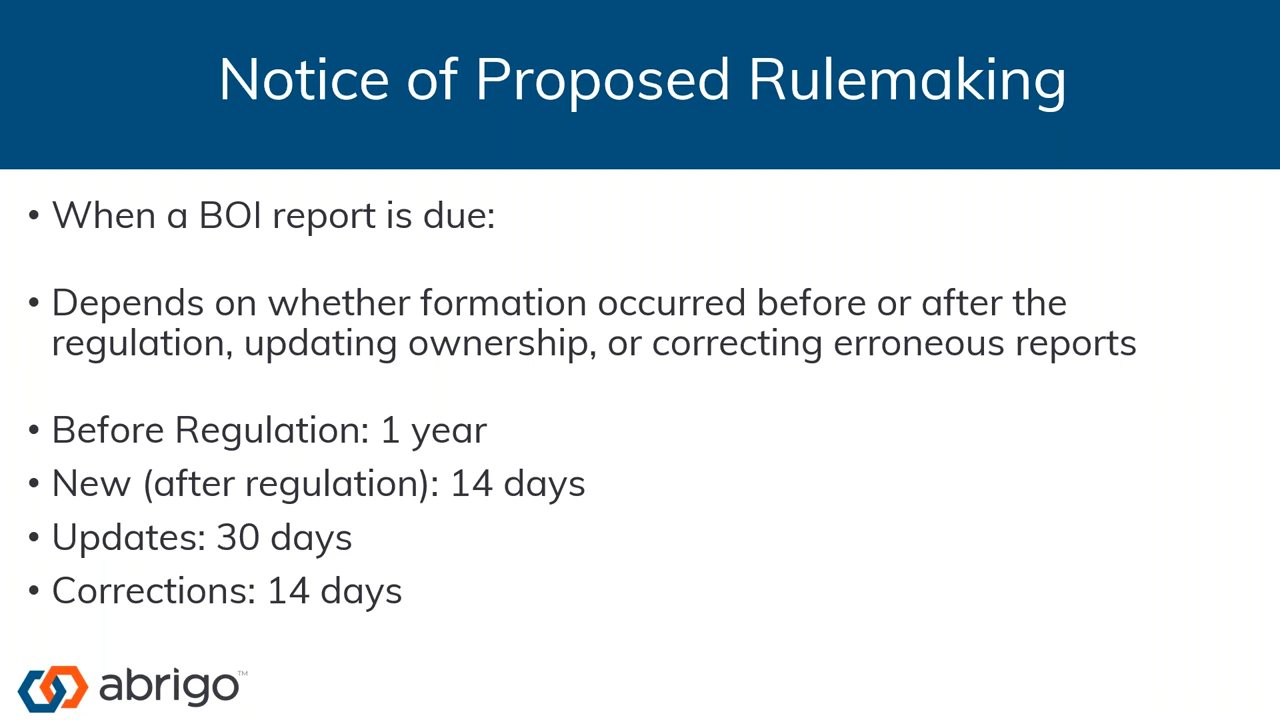 Notice of Proposed Rulemaking
• When a BOI report is due:
• Depends on whether formation occurred before or after the
regulation, updating ownership, or correcting erroneous reports
• Before Regulation: 1 year
• New (after regulation): 14 days
• Updates: 30 days
• Corrections: 14 days
abrigo™